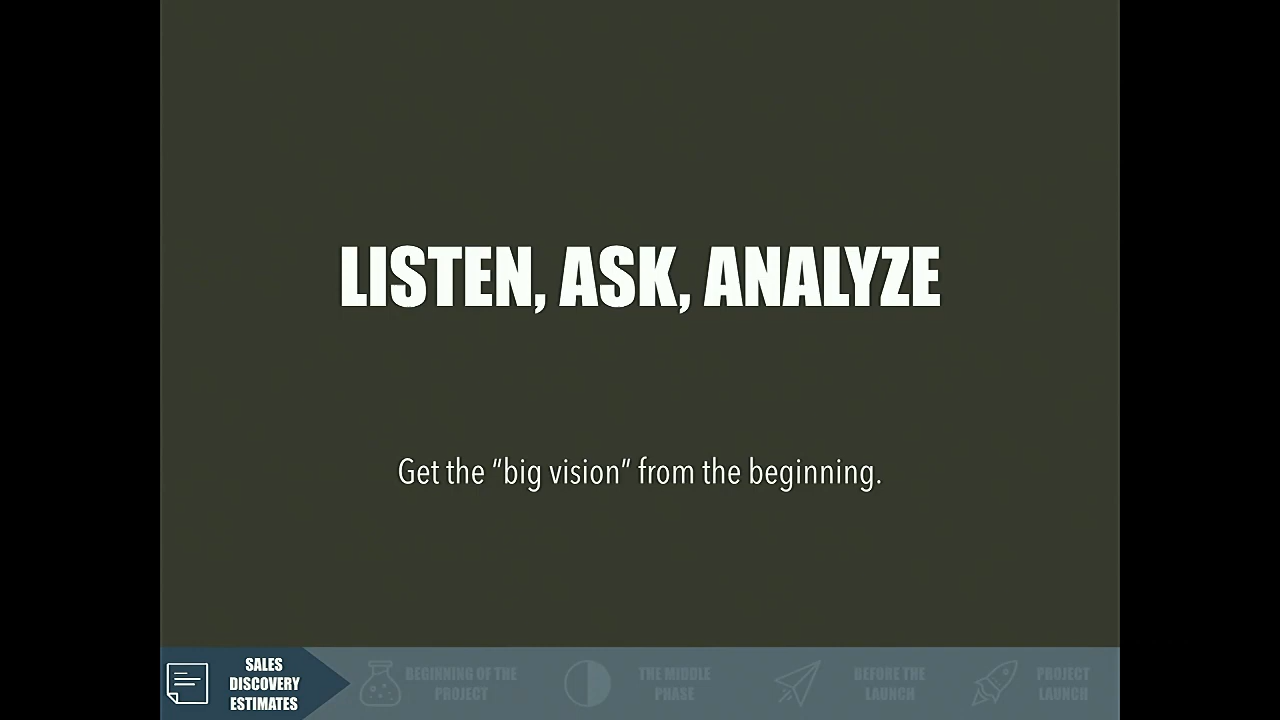 LISTEN, ASK, ANALYZE
Get the “big vision” from the beginning.
SALES
DISCOVERY
ESTIMATES
BEGINNING OF THE
PROJECT
THE MIDDLE
PHASE
BEFORE THE
LAUNCH
PROJECT
LAUNCH